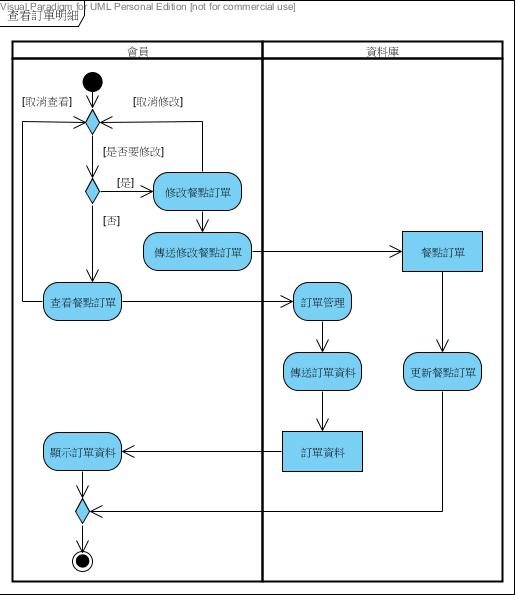 Visual Paradigm for UML Personal Edition [not for commercial use]
查看訂單明細
會員
資料庫
[取消查看]
[取消修改]
[是否要修改]
[是]
修改餐點訂單
[否]
傳送修改餐點訂單
餐點訂單
查看餐點訂單
訂單管理
傳送訂單資料
更新餐點訂單
顯示訂單資料
訂單資料